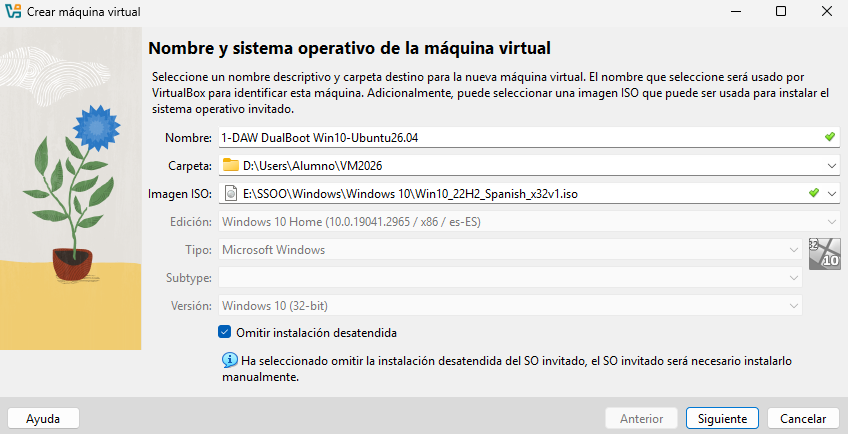 Crear máquina virtual
Nombre y sistema operativo de la máquina virtual
Seleccione un nombre descriptivo y carpeta destino para la nueva máquina virtual. El nombre que seleccione será usado por
VirtualBox para identificar esta máquina. Adicionalmente, puede seleccionar una imagen ISO que puede ser usada para instalar el
sistema operativo invitado.
Nombre: 1-DAW DualBoot Win10-Ubuntu26.04
Carpeta: D:\Users\Alumno\VM2026
Imagen ISO: E:\SSOO\Windows\Windows 10\Win10_22H2_Spanish_x32v1.iso
Edición: Windows 10 Home (10.0.19041.2965 / x86 / es-ES)
Tipo: Microsoft Windows
32
10
Subtype:
Versión: Windows 10 (32-bit)
Omitir instalación desatendida
Ha seleccionado omitir la instalación desatendida del SO invitado, el SO invitado será necesario instalarlo
manualmente.
Ayuda Anterior Siguiente Cancelar